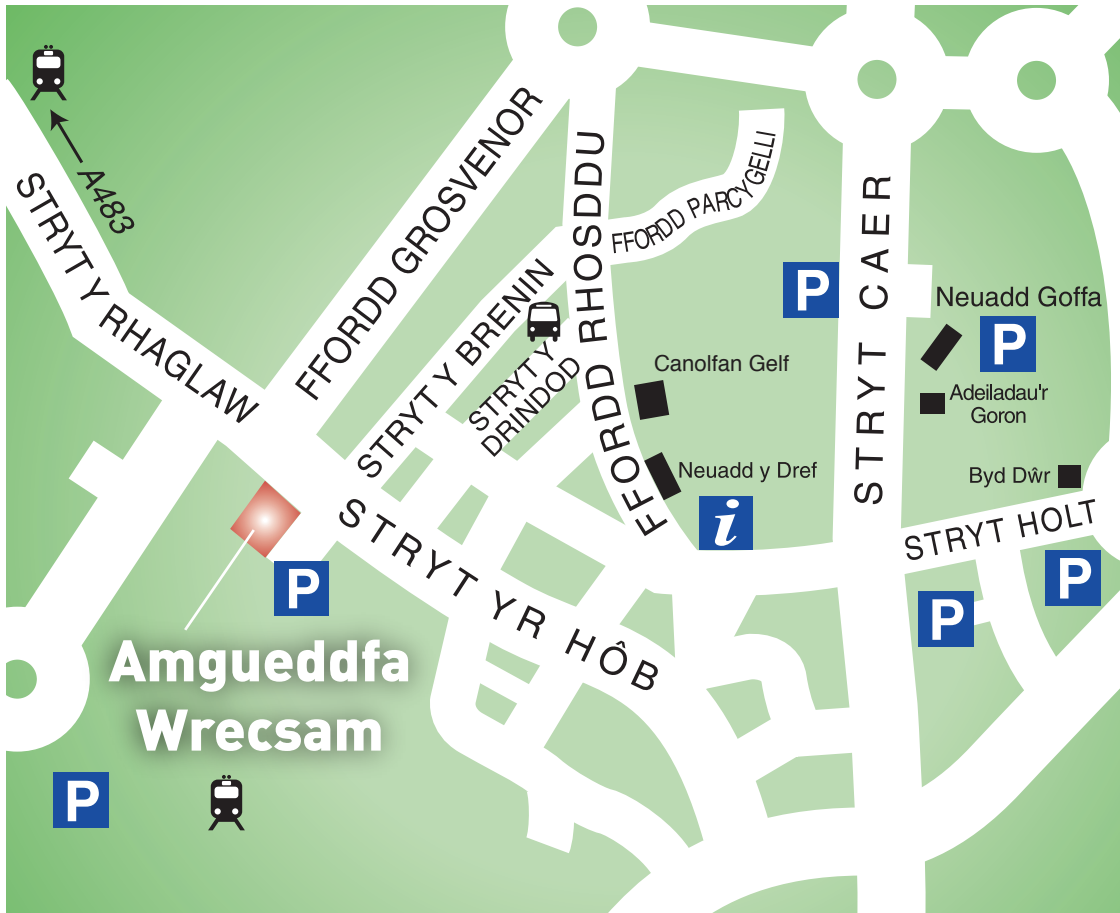 A483
STRYT Y RHAGLAW
FFORDD GROSVENOR
STRYT Y BRENIN
STRYT Y
DRINDOD
FFORDD RHOSDDU
FFORDD PARCYGELLI
STRYT CAER
P
Neuadd Goffa
P
Canolfan Gelf
Adeiladau'r
Goron
Neuadd y Dref
Byd Dŵr
i
STRYT HOLT
P
P
STRYT YR HÔB
P
Amgueddfa
Wrecsam
P